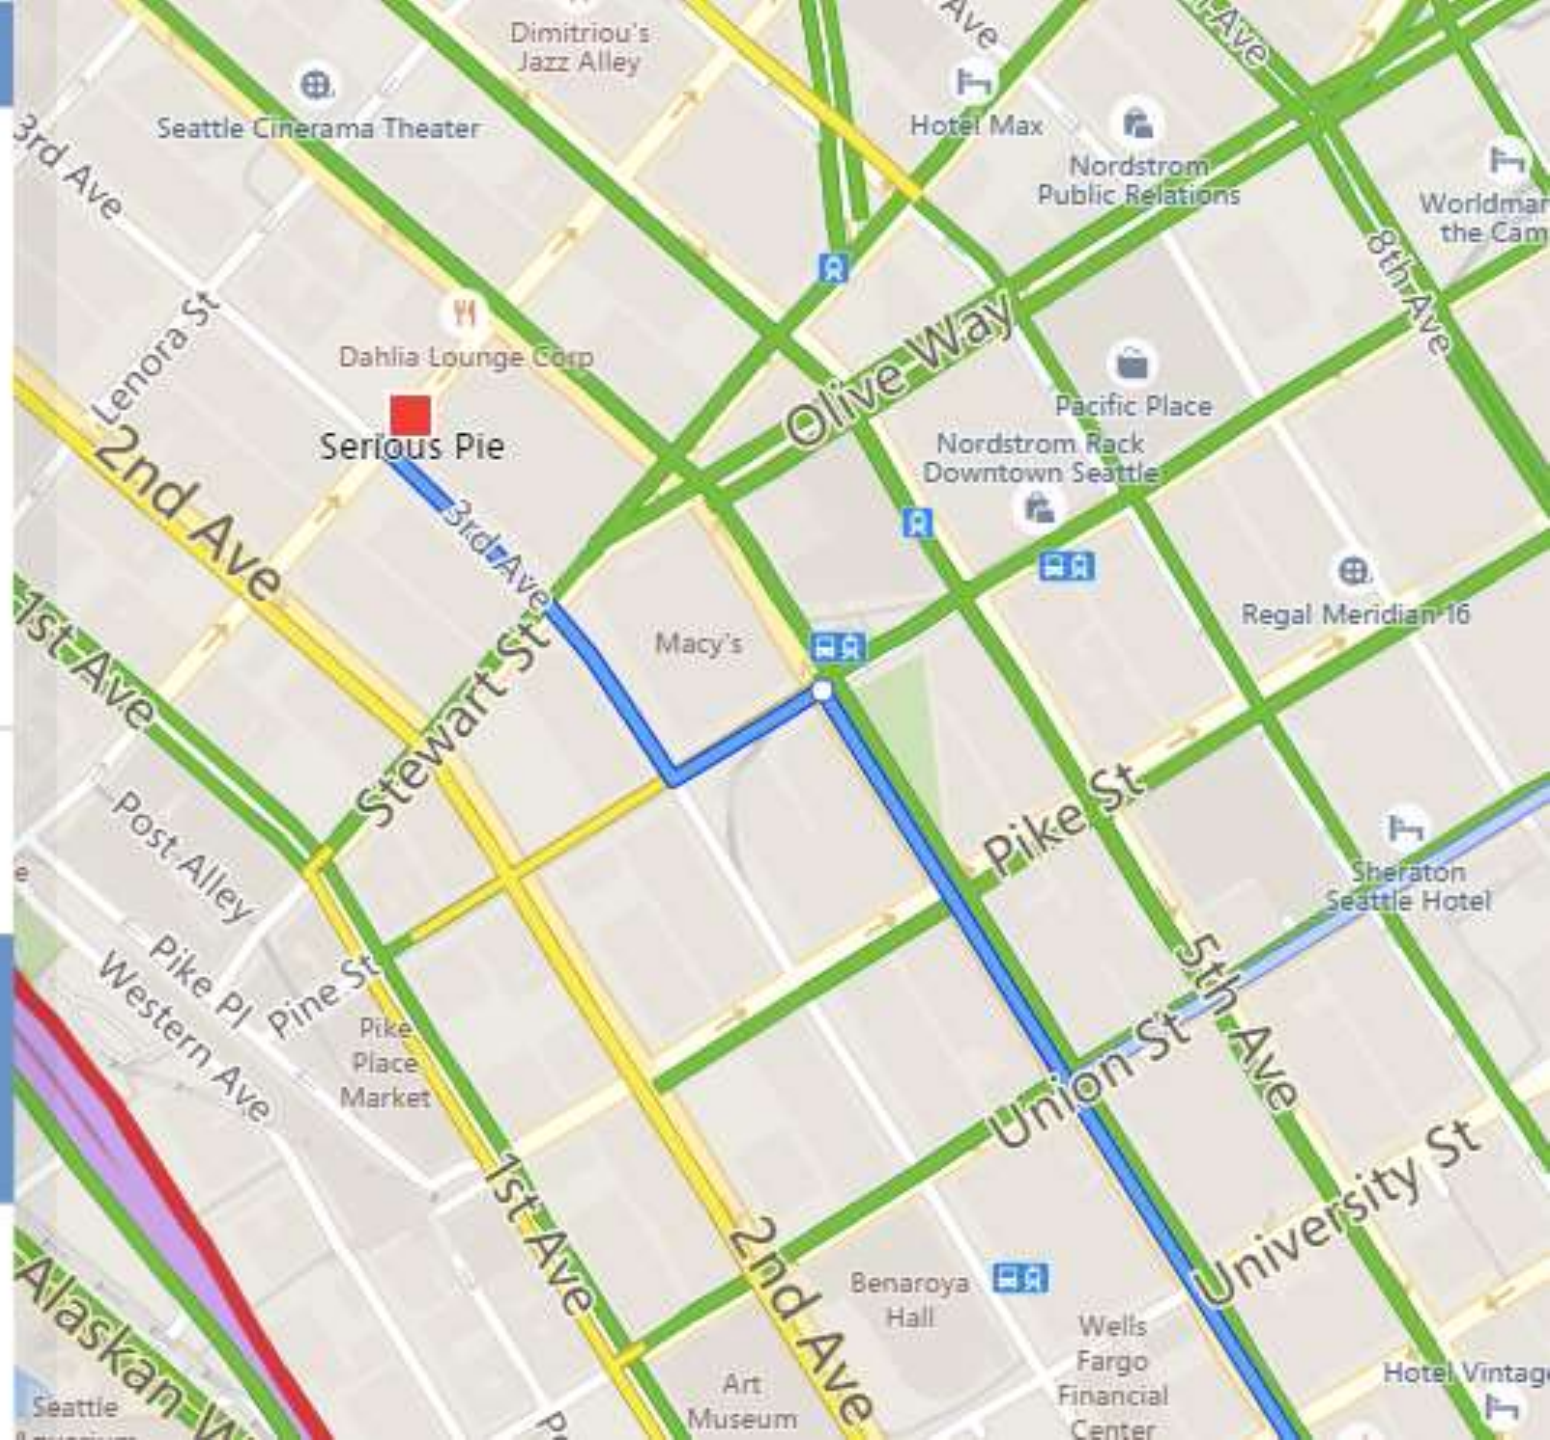 Dimitriou's
Jazz Alley
Ave
Ave
Seattle Cinerama Theater
Hotel Max
Nordstrom
Public Relations
3rd Ave
8th Ave
Lenora St
Dahlia Lounge Corp
Olive Way
Pacific Place
Serious Pie
Nordstrom Rack
Downtown Seattle
2nd Ave
3rd Ave
Regal Meridian 16
1st Ave
Macy's
Stewart St
Post Alley
Pike St
Sheraton
Seattle Hotel
Pike Pl
Pine St
Western Ave
5th Ave
Pike
Place
Market
Union St
University St
1st Ave
2nd Ave
Benaroya
Hall
Wells
Fargo
Financial
Center
Alaskan
Art
Museum
Hotel Vintage
Seattle